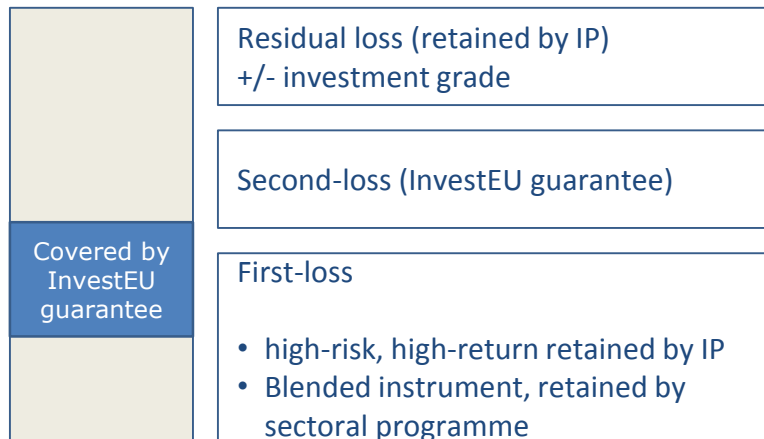 Residual loss (retained by IP)
+/- investment grade
Second-loss (InvestEU guarantee)
Covered by
InvestEU
guarantee
First-loss
• high-risk, high-return retained by IP
• Blended instrument, retained by
sectoral programme